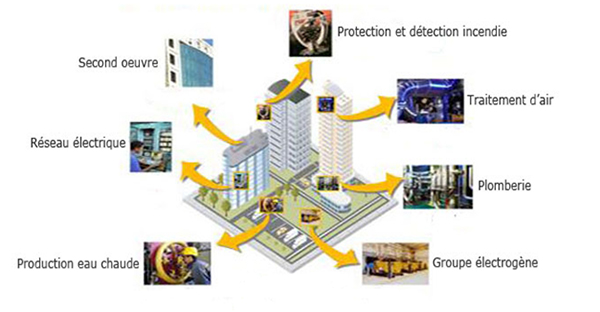 Protection et détection incendie
Second oeuvre
Traitement d'air
Réseau électrique
Plomberie
Production eau chaude
Groupe électrogène